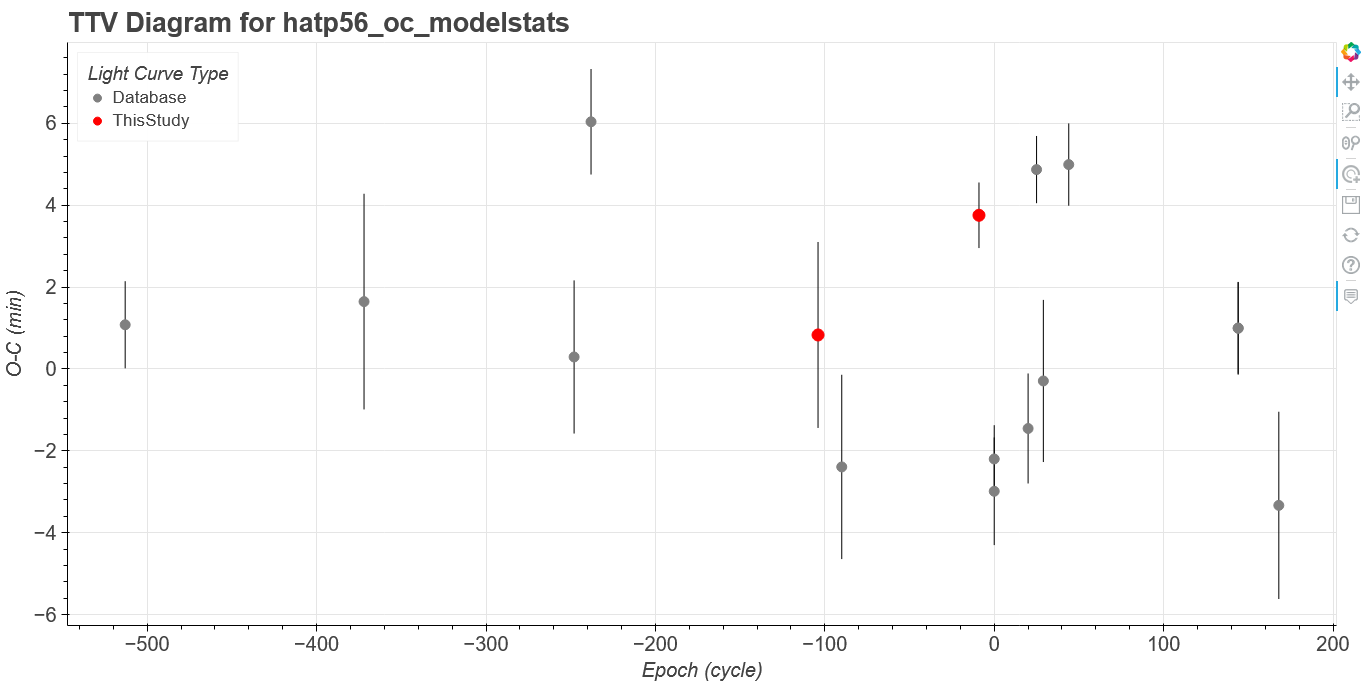 TTV Diagram for hatp56_oc_modelstats
Light Curve Type
Database
ThisStudy
6
4
2
0
−2
−4
−6
O-C (min)
−500 −400 −300 −200 −100 0 100 200
Epoch (cycle)